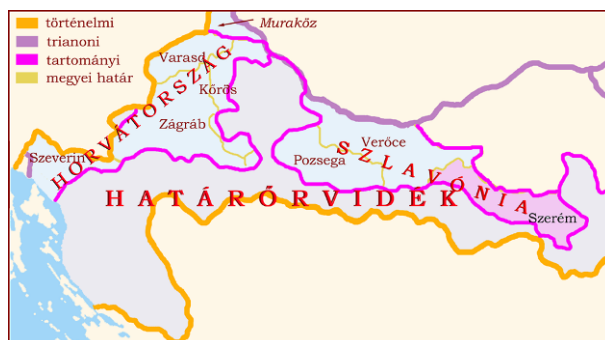 történelmi
trianoni
tartományi
megyei határ
Muraköz
Varasd
Kőrös
HORVÁTORSZÁG
Zágráb
Szeverin
Verőce
Pozsega
SZLAVÓNIA
HATÁRŐRVIDÉK
Szerém